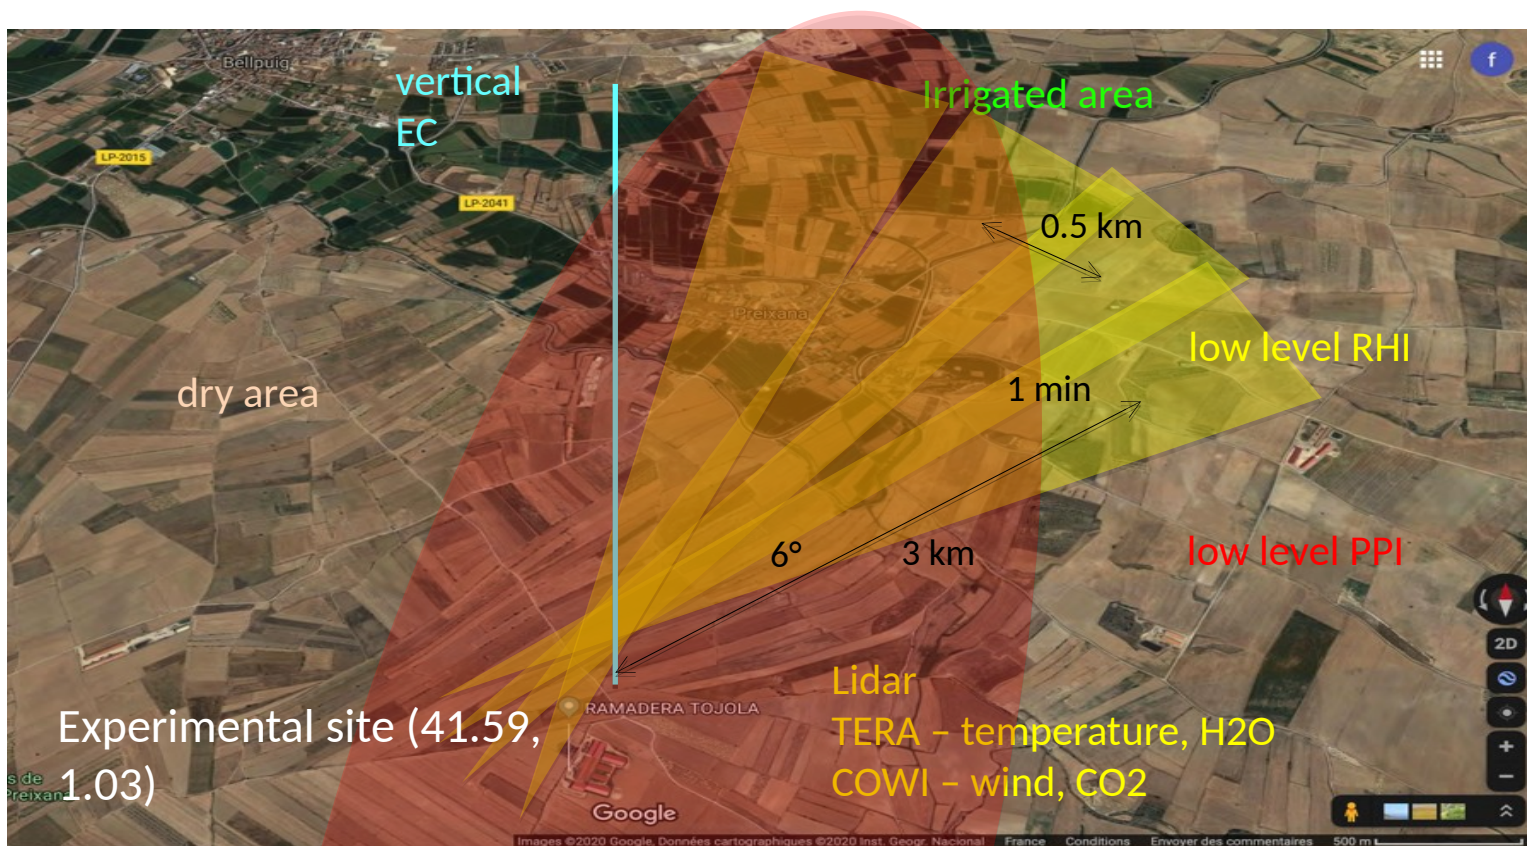 Bellpuig
vertical
EC
Irrigated area
f
LP-2015
LP-2041
0.5 km
Preixana
low level RHI
dry area
1 min
6°
3 km
low level PPI
2D
Lidar
TERA – temperature, H2O
COWI – wind, CO2
RAMADERA TOJOLA
Experimental site (41.59,
1.03)
s de
Preixana
Google
Images ©2020 Google, Données cartographiques ©2020 Inst. Geogr. Nacional France Conditions Envoyer des commentaires 500 m